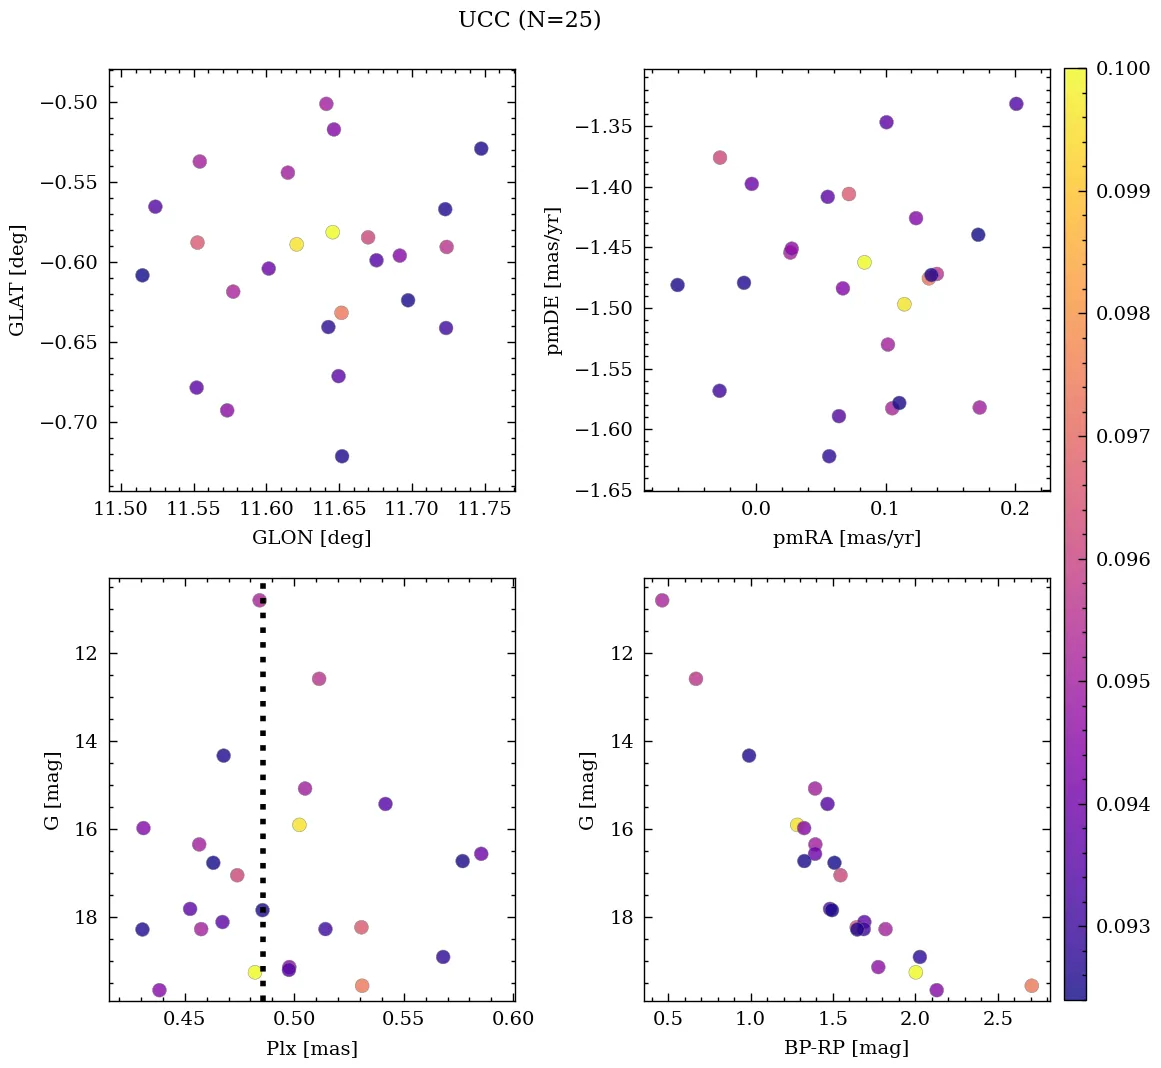 UCC (N=25)
−0.50
−0.55
−0.60
−0.65
−0.70
GLAT [deg]
11.50 11.55 11.60 11.65 11.70 11.75
GLON [deg]
−1.35
−1.40
−1.45
−1.50
−1.55
−1.60
−1.65
pmDE [mas/yr]
0.0 0.1 0.2
pmRA [mas/yr]
12
14
16
18
G [mag]
0.45 0.50 0.55 0.60
Plx [mas]
12
14
16
18
G [mag]
0.5 1.0 1.5 2.0 2.5
BP-RP [mag]
0.100
0.099
0.098
0.097
0.096
0.095
0.094
0.093